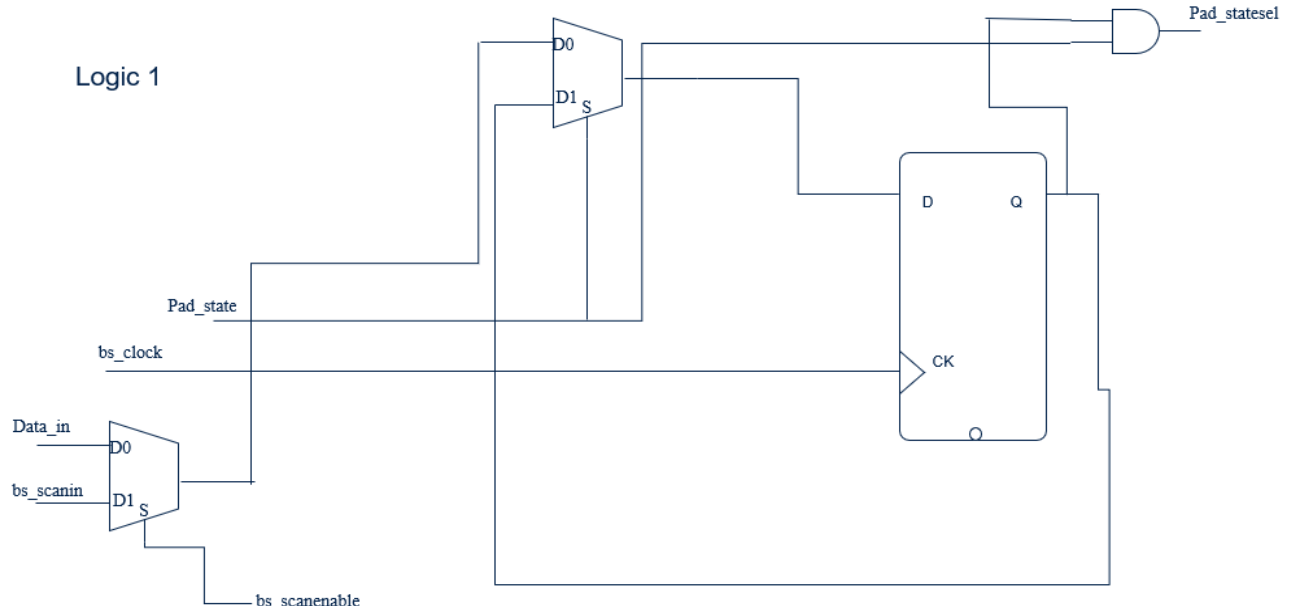 Pad_statesel
D0
Logic 1
D1
S
D
Q
Pad_state
bs_clock
CK
Data_in
D0
bs_scanin
D1
S
bs_scanenable